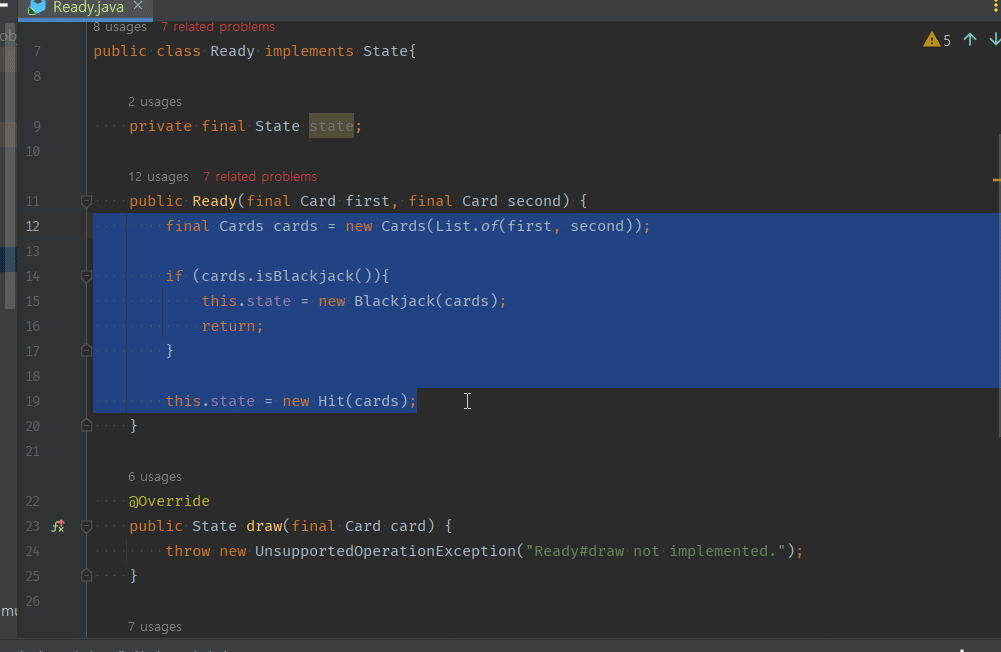 Ready.java ×
8 usages 7 related problems
7 public class Ready implements State{
5
8
2 usages
9 private final State state;
10
12 usages 7 related problems
11 public Ready(final Card first, final Card second) {
12 final Cards cards = new Cards(List.of(first, second));
13
14 if (cards.isBlackjack()){
15 this.state = new Blackjack(cards);
16 return;
17 }
18
19 this.state = new Hit(cards);
20 }
21
6 usages
22 @Override
23 public State draw(final Card card) {
24 throw new UnsupportedOperationException("Ready#draw not implemented.");
25 }
26
7 usages